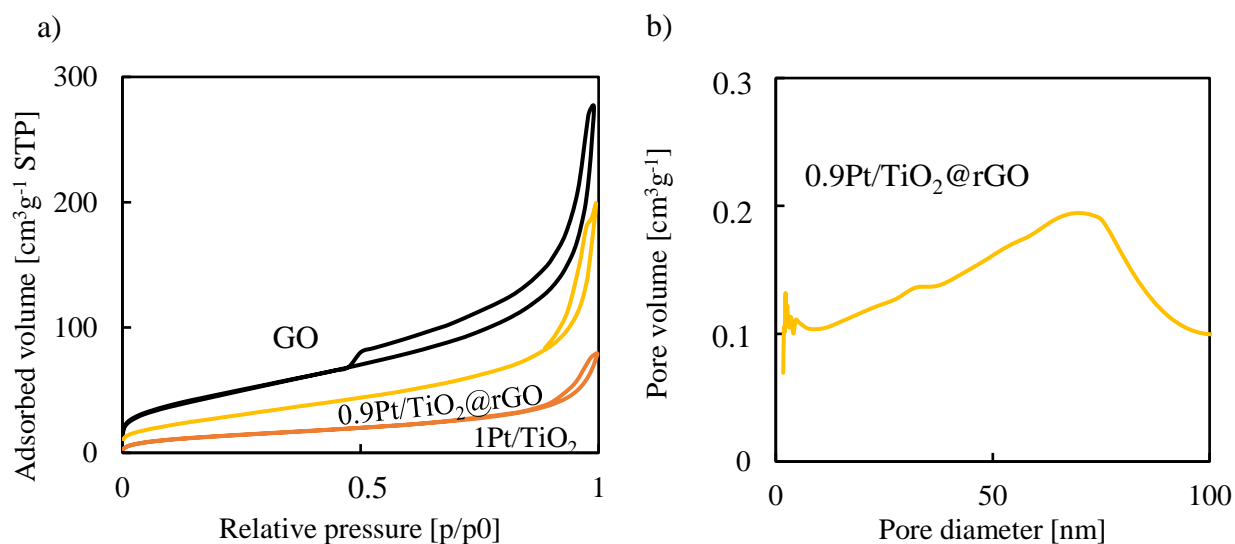 a)
Adsorbed volume [cm³g⁻¹ STP]
300
200
100
0
GO
0.9Pt/TiO₂@rGO
1Pt/TiO₂
0
0.5
1
Relative pressure [p/p0]
b)
Pore volume [cm³g⁻¹]
0.3
0.2
0.1
0
0.9Pt/TiO₂@rGO
0
50
100
Pore diameter [nm]